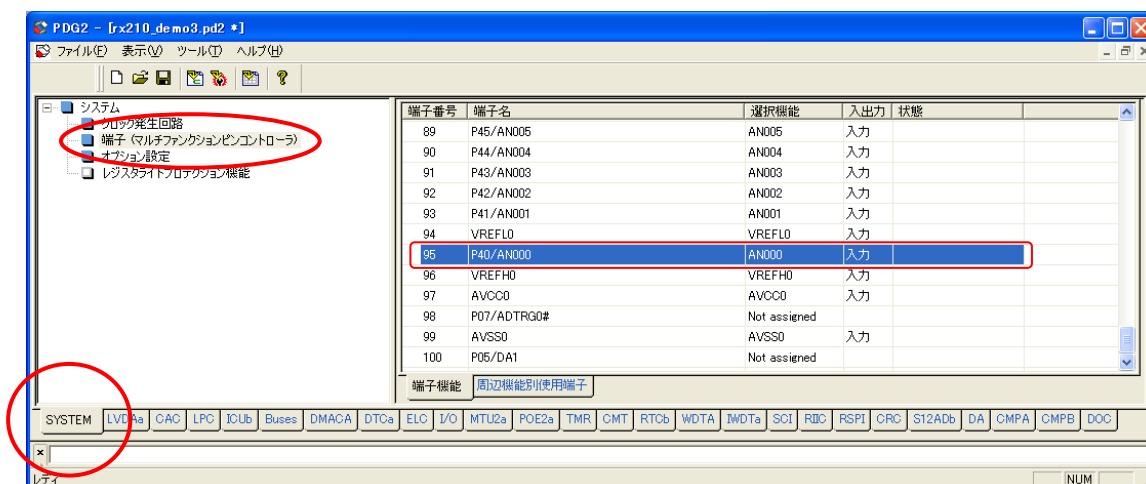 PDG2 - [rx210_demo3.pd2 *]
ファイル(F) 表示(V) ツール(T) ヘルプ(H)
システム
クロック発生回路
端子 (マルチファンクションピンコントローラ)
オプション設定
レジスタライトプロテクション機能
端子番号 端子名 選択機能 入出力 状態
89 P45/AN005 AN005 入力
90 P44/AN004 AN004 入力
91 P43/AN003 AN003 入力
92 P42/AN002 AN002 入力
93 P41/AN001 AN001 入力
94 VREFL0 VREFL0 入力
95 P40/AN000 AN000 入力
96 VREFH0 VREFH0 入力
97 AVCC0 AVCC0 入力
98 P07/ADTRG0# Not assigned
99 AVSS0 AVSS0 入力
100 P05/DA1 Not assigned
端子機能 周辺機能別使用端子
SYSTEM LVDAa CAC LPC ICUb Buses DMACA DTCa ELC I/O MTU2a POE2a TMR CMT RTCb WDTA IWDTa SCI RIIC RSPI CRC S12ADb DA CMPA CMPB DOC
レディ NUM